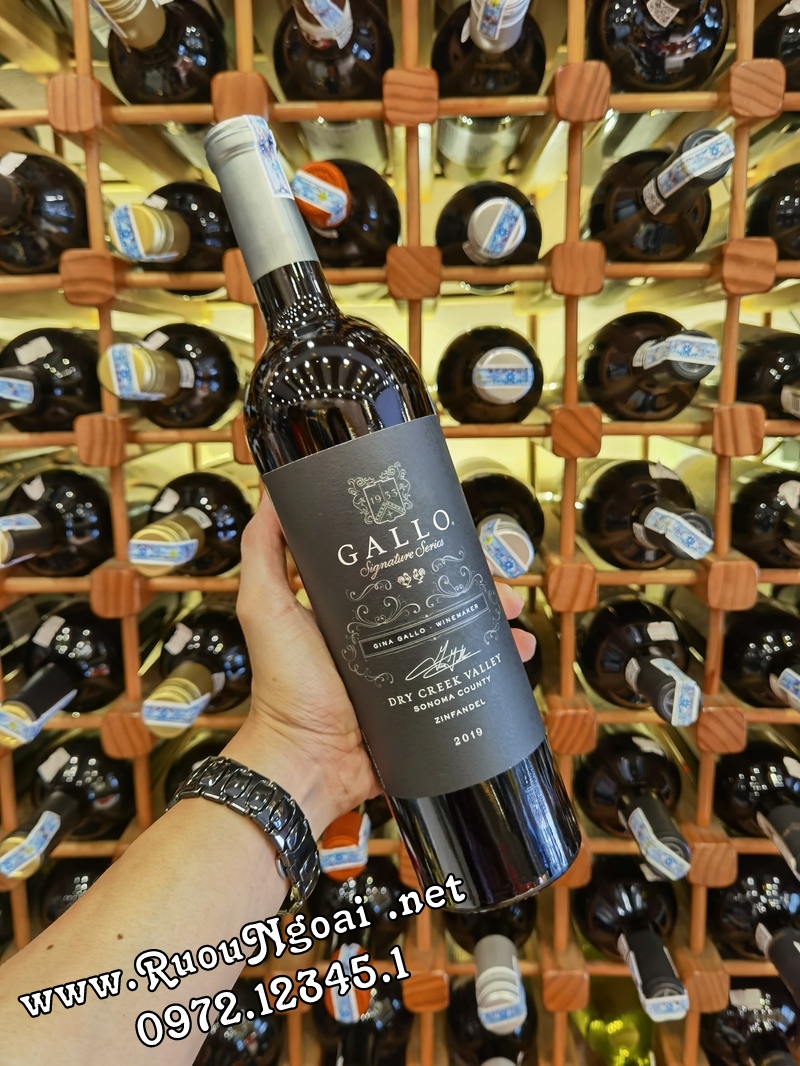 1933
GALLO
Signature Series
GINA GALLO · WINEMAKER
DRY CREEK VALLEY
SONOMA COUNTY
ZINFANDEL
2019
www.RuouNgoai .net
0972.12345.1